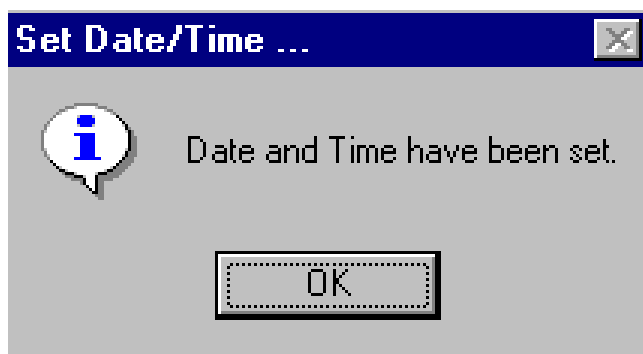 Set Date/Time ...
Date and Time have been set.
OK